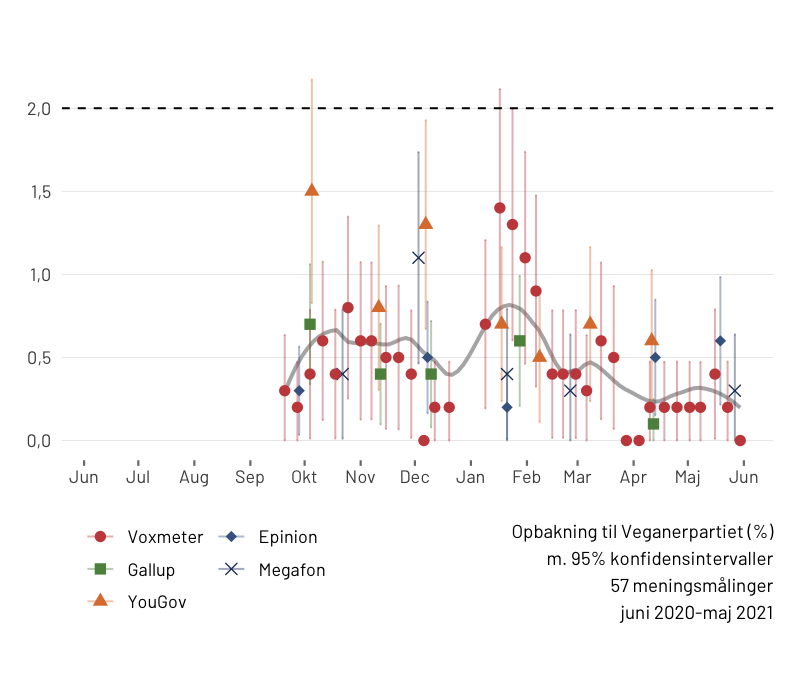 2,0
1,5
1,0
0,5
0,0
Jun Jul Aug Sep Okt Nov Dec Jan Feb Mar Apr Maj Jun
Voxmeter Epinion
Gallup Megafon
YouGov
Opbakning til Veganerpartiet (%)
m. 95% konfidensintervaller
57 meningsmålinger
juni 2020-maj 2021